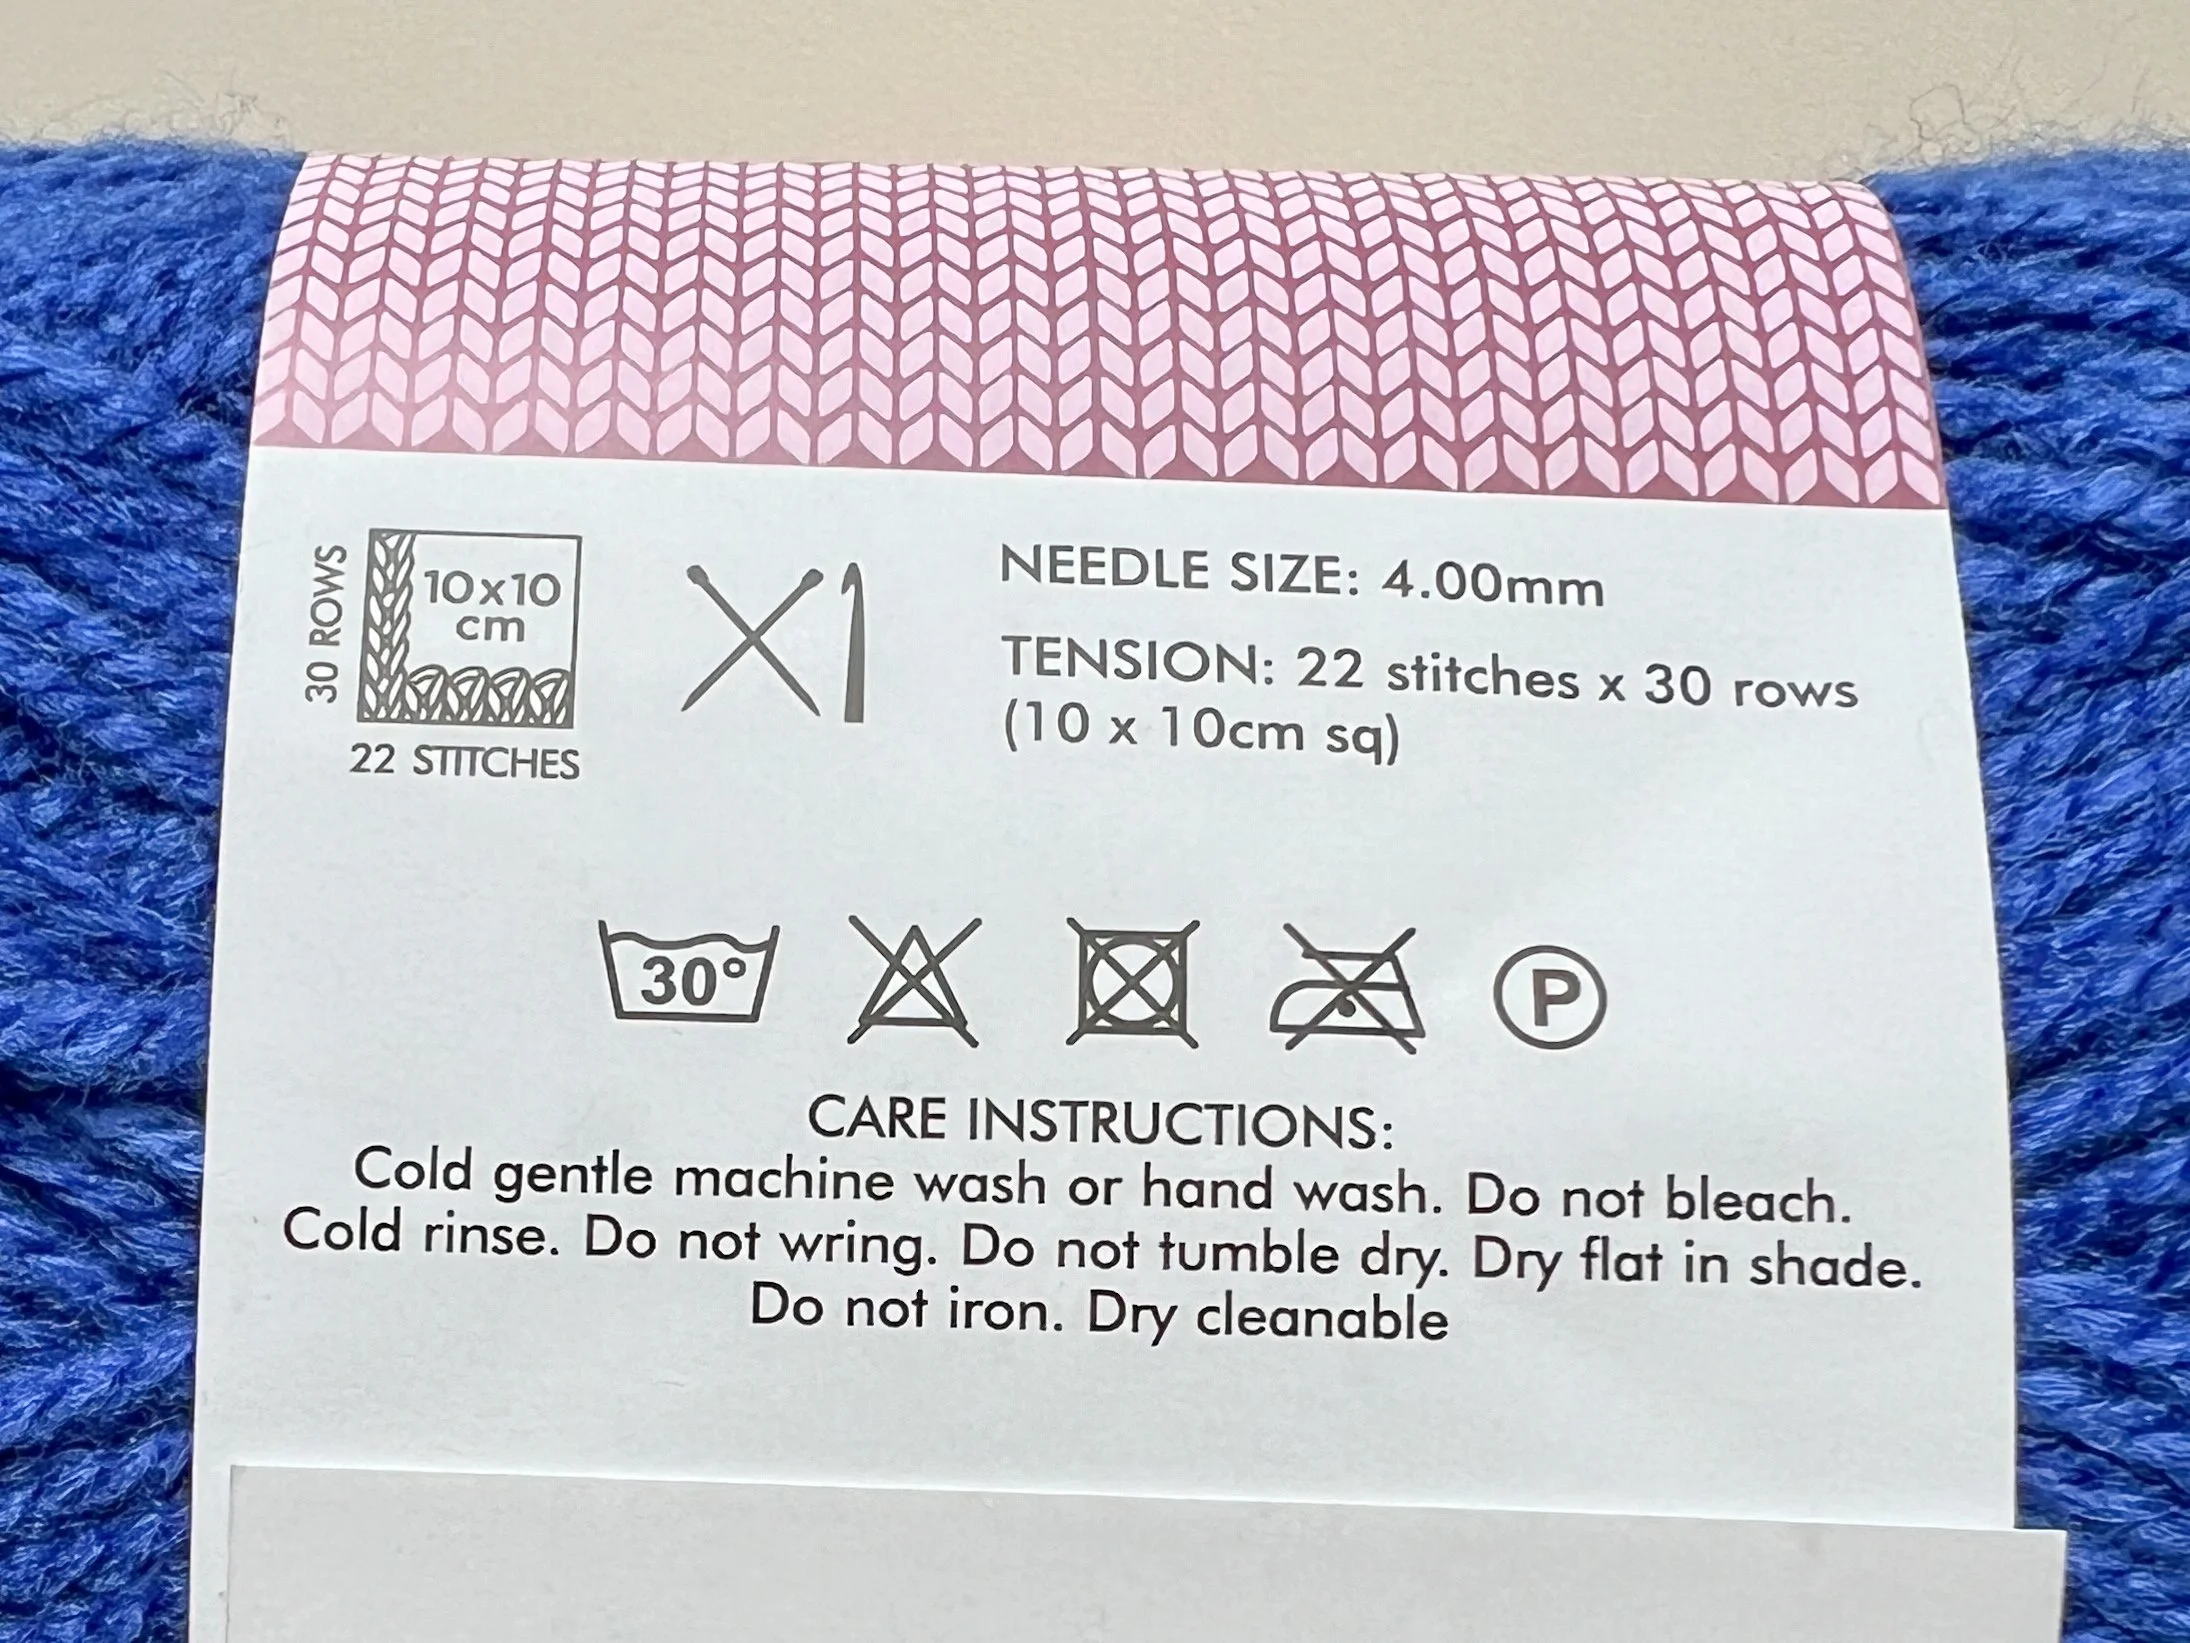 30 ROWS
10x10
cm
22 STITCHES
NEEDLE SIZE: 4.00mm
TENSION: 22 stitches x 30 rows
(10 x 10cm sq)
30°
P
CARE INSTRUCTIONS:
Cold gentle machine wash or hand wash. Do not bleach.
Cold rinse. Do not wring. Do not tumble dry. Dry flat in shade.
Do not iron. Dry cleanable